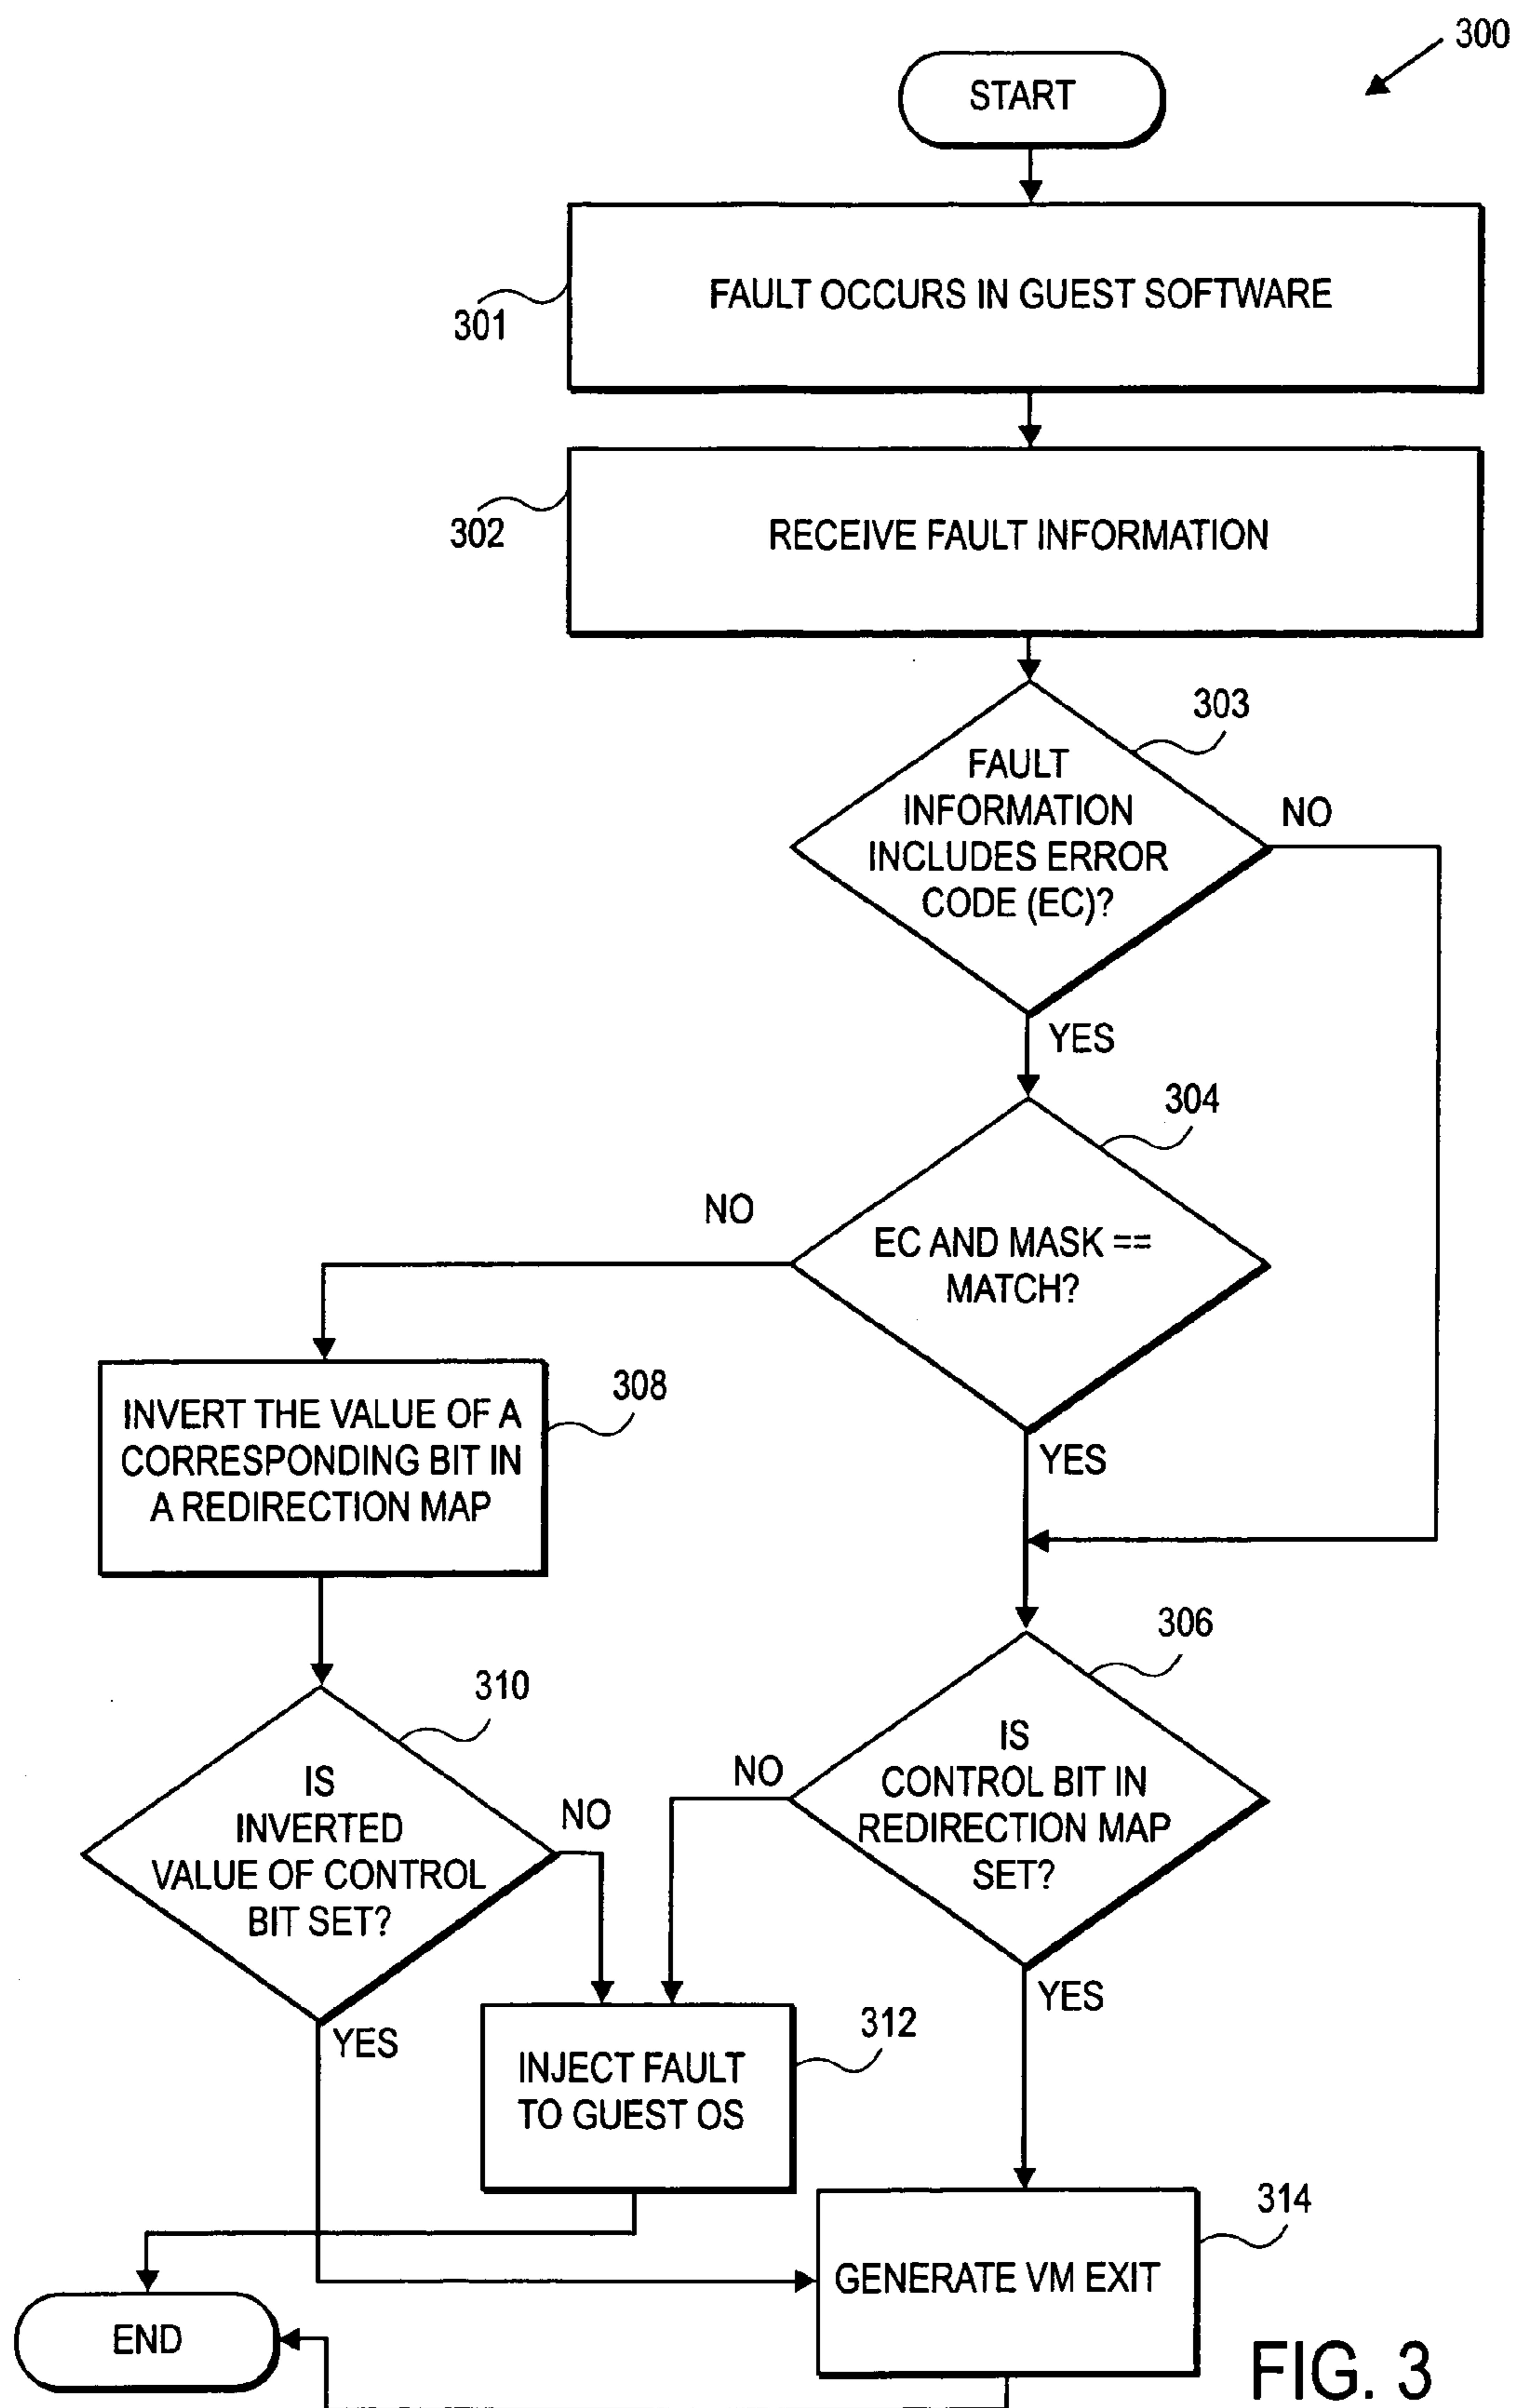 300
START
FAULT OCCURS IN GUEST SOFTWARE
301
RECEIVE FAULT INFORMATION
302
303
FAULT
INFORMATION
INCLUDES ERROR
CODE (EC)?
NO
YES
304
NO
EC AND MASK ==
MATCH?
YES
308
INVERT THE VALUE OF A
CORRESPONDING BIT IN
A REDIRECTION MAP
306
310
IS
CONTROL BIT IN
REDIRECTION MAP
SET?
NO
IS
INVERTED
VALUE OF CONTROL
BIT SET?
NO
YES
YES
312
INJECT FAULT
TO GUEST OS
314
GENERATE VM EXIT
END
FIG. 3